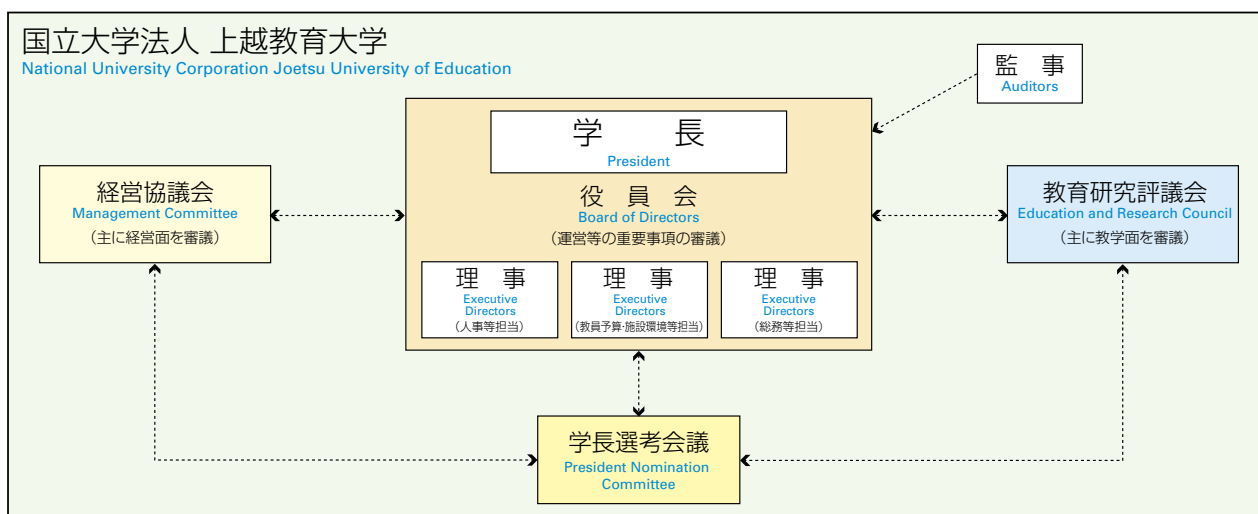 国立大学法人 上越教育大学
National University Corporation Joetsu University of Education
監 事
Auditors
学 長
President
役 員 会
Board of Directors
(運営等の重要事項の審議)
経営協議会
Management Committee
(主に経営面を審議)
教育研究評議会
Education and Research Council
(主に教学面を審議)
理 事
Executive
Directors
(人事等担当)
理 事
Executive
Directors
(教員予算・施設環境等担当)
理 事
Executive
Directors
(総務等担当)
学長選考会議
President Nomination
Committee